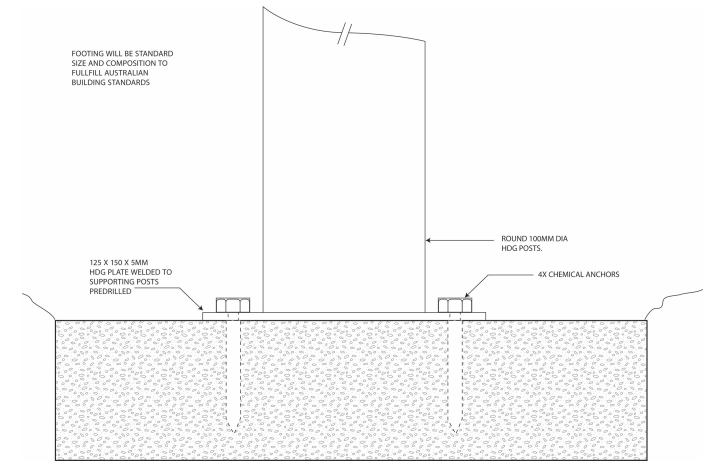 FOOTING WILL BE STANDARD
SIZE AND COMPOSITION TO
FULLFILL AUSTRALIAN
BUILDING STANDARDS
ROUND 100MM DIA
HDG POSTS.
125 X 150 X 5MM
HDG PLATE WELDED TO
SUPPORTING POSTS
PREDRILLED
4X CHEMICAL ANCHORS